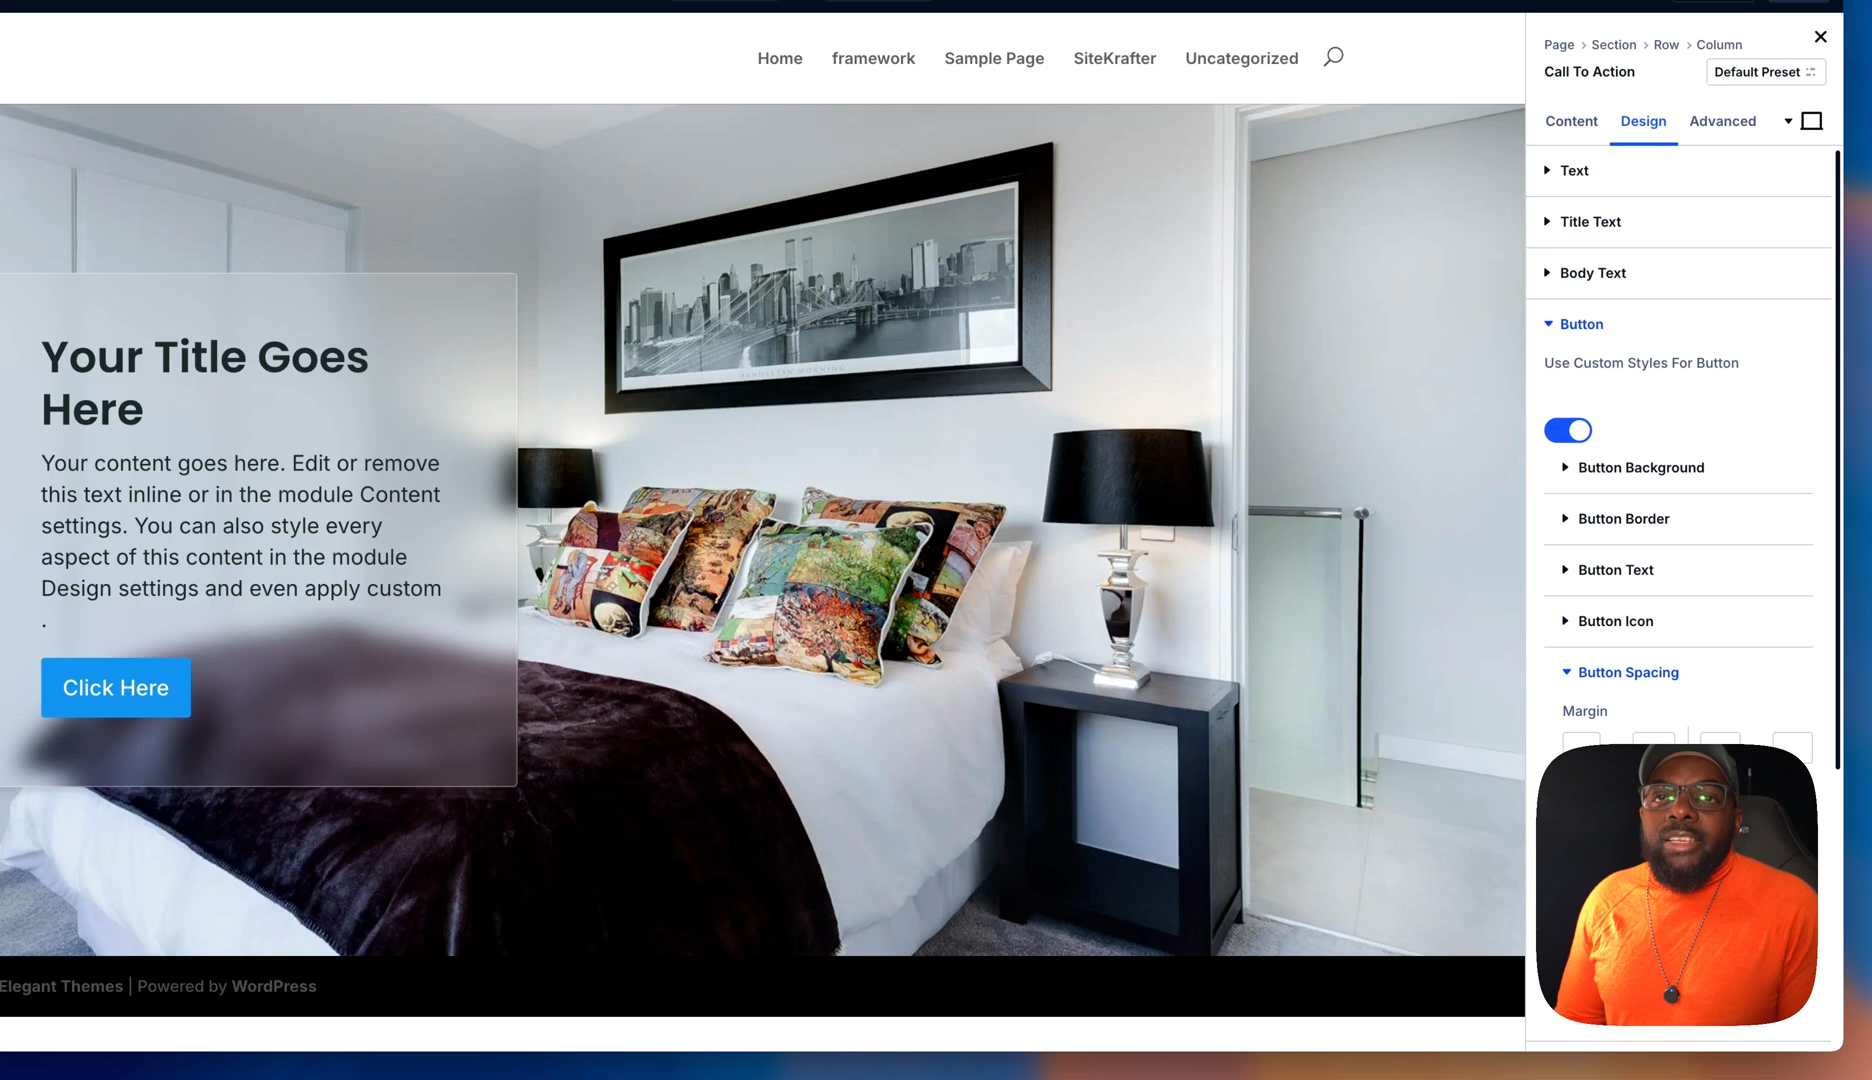 Home framework Sample Page SiteKrafter Uncategorized
Page > Section > Row > Column
Call To Action
Default Preset
Content Design Advanced
Text
Title Text
Body Text
Button
Use Custom Styles For Button
Button Background
Button Border
Button Text
Button Icon
Button Spacing
Margin
MANHATTAN MORNING
Your Title Goes
Here
Your content goes here. Edit or remove
this text inline or in the module Content
settings. You can also style every
aspect of this content in the module
Design settings and even apply custom
.
Click Here
Elegant Themes | Powered by WordPress